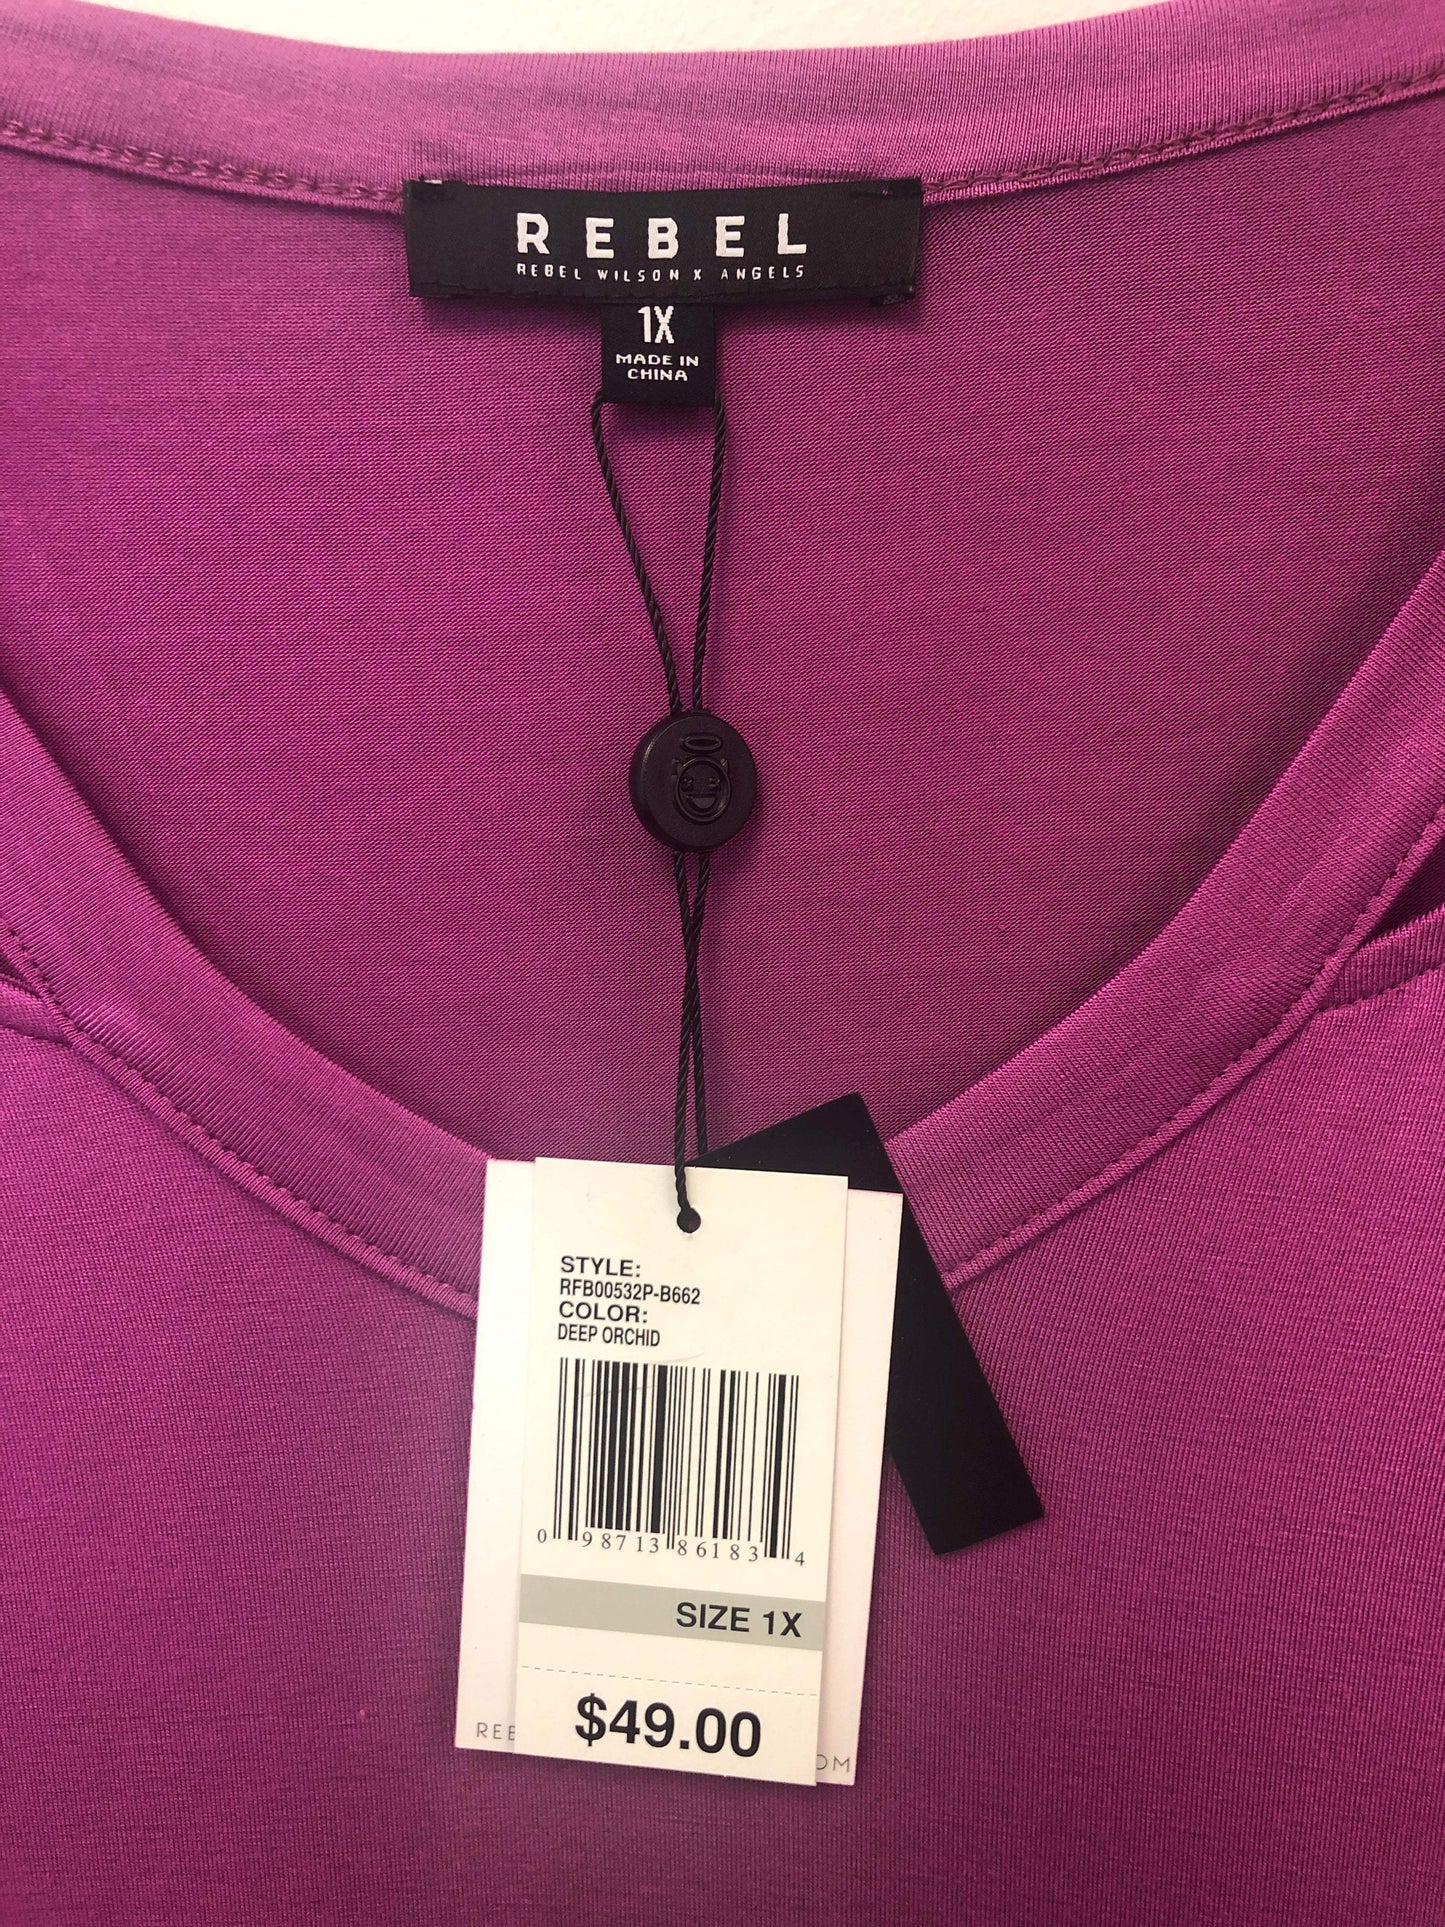 REBEL
REBEL WILSON X ANGELS
1X
MADE IN
CHINA
STYLE:
RFB00532P-B662
COLOR:
DEEP ORCHID
0 98713 86183 4
SIZE 1X
$49.00